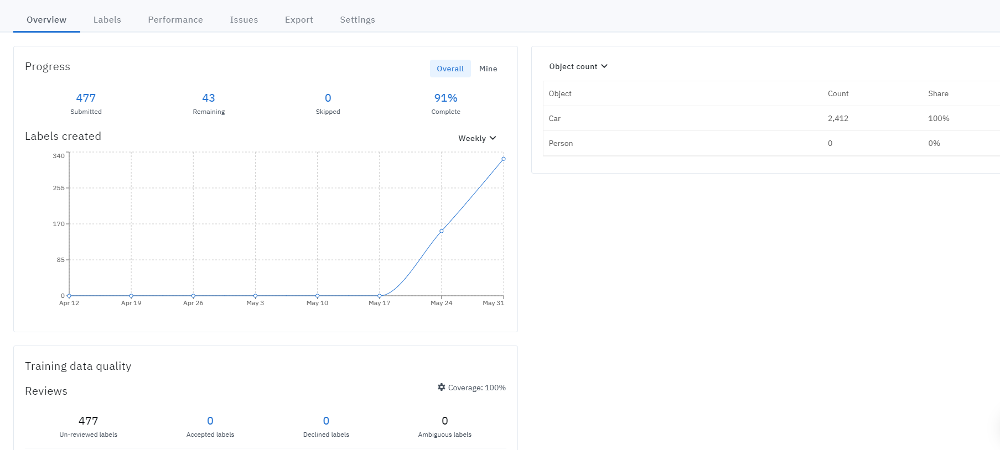 Overview Labels Performance Issues Export Settings
Progress
Overall Mine
477 43 0 91%
Submitted Remaining Skipped Complete
Labels created
Weekly
340
255
170
85
0
Apr 12 Apr 19 Apr 26 May 3 May 10 May 17 May 24 May 31
Object count
Object Count Share
Car 2,412 100%
Person 0 0%
Training data quality
Reviews
Coverage: 100%
477 0 0 0
Un-reviewed labels Accepted labels Declined labels Ambiguous labels